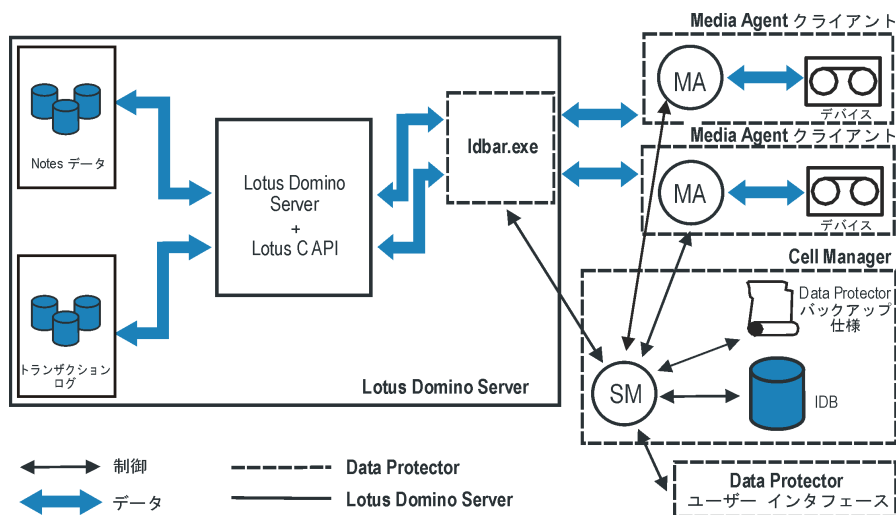 Media Agent クライアント
MA
デバイス
Media Agent クライアント
MA
デバイス
Notes データ
トランザクション
ログ
Lotus Domino
Server
+
Lotus C API
ldbar.exe
Lotus Domino Server
Cell Manager
Data Protector
バックアップ
仕様
SM
IDB
Data Protector
ユーザー インタフェース
制御
データ
Data Protector
Lotus Domino Server